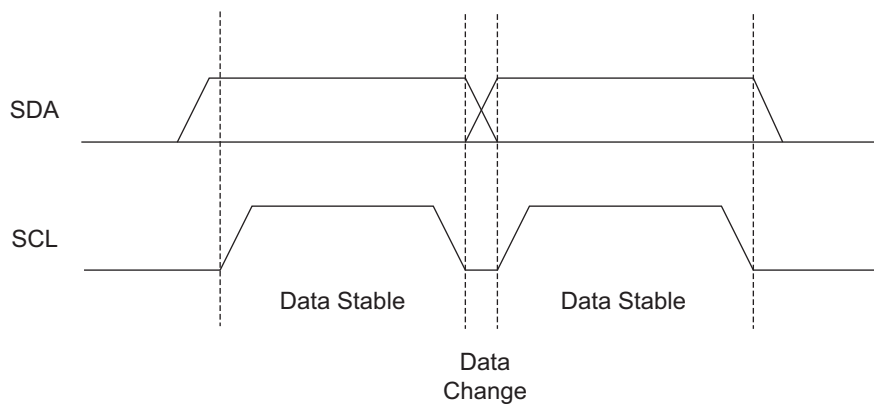 SDA
SCL
Data Stable
Data Stable
Data
Change